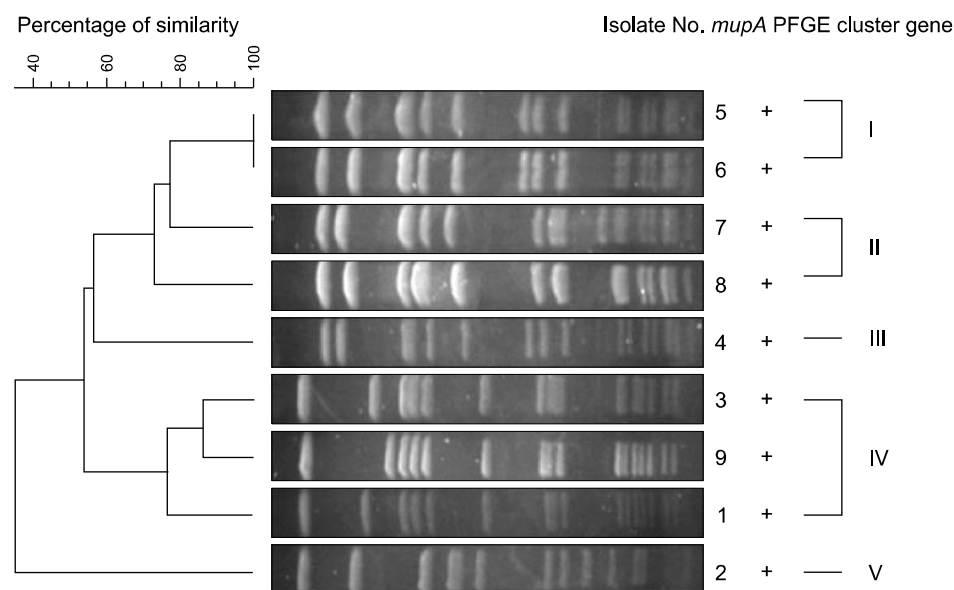 Percentage of similarity
Isolate No. mupA PFGE cluster gene
40 60 80 100
5 + I
6 +
7 + II
8 +
4 + III
3 +
9 + IV
1 +
2 + V